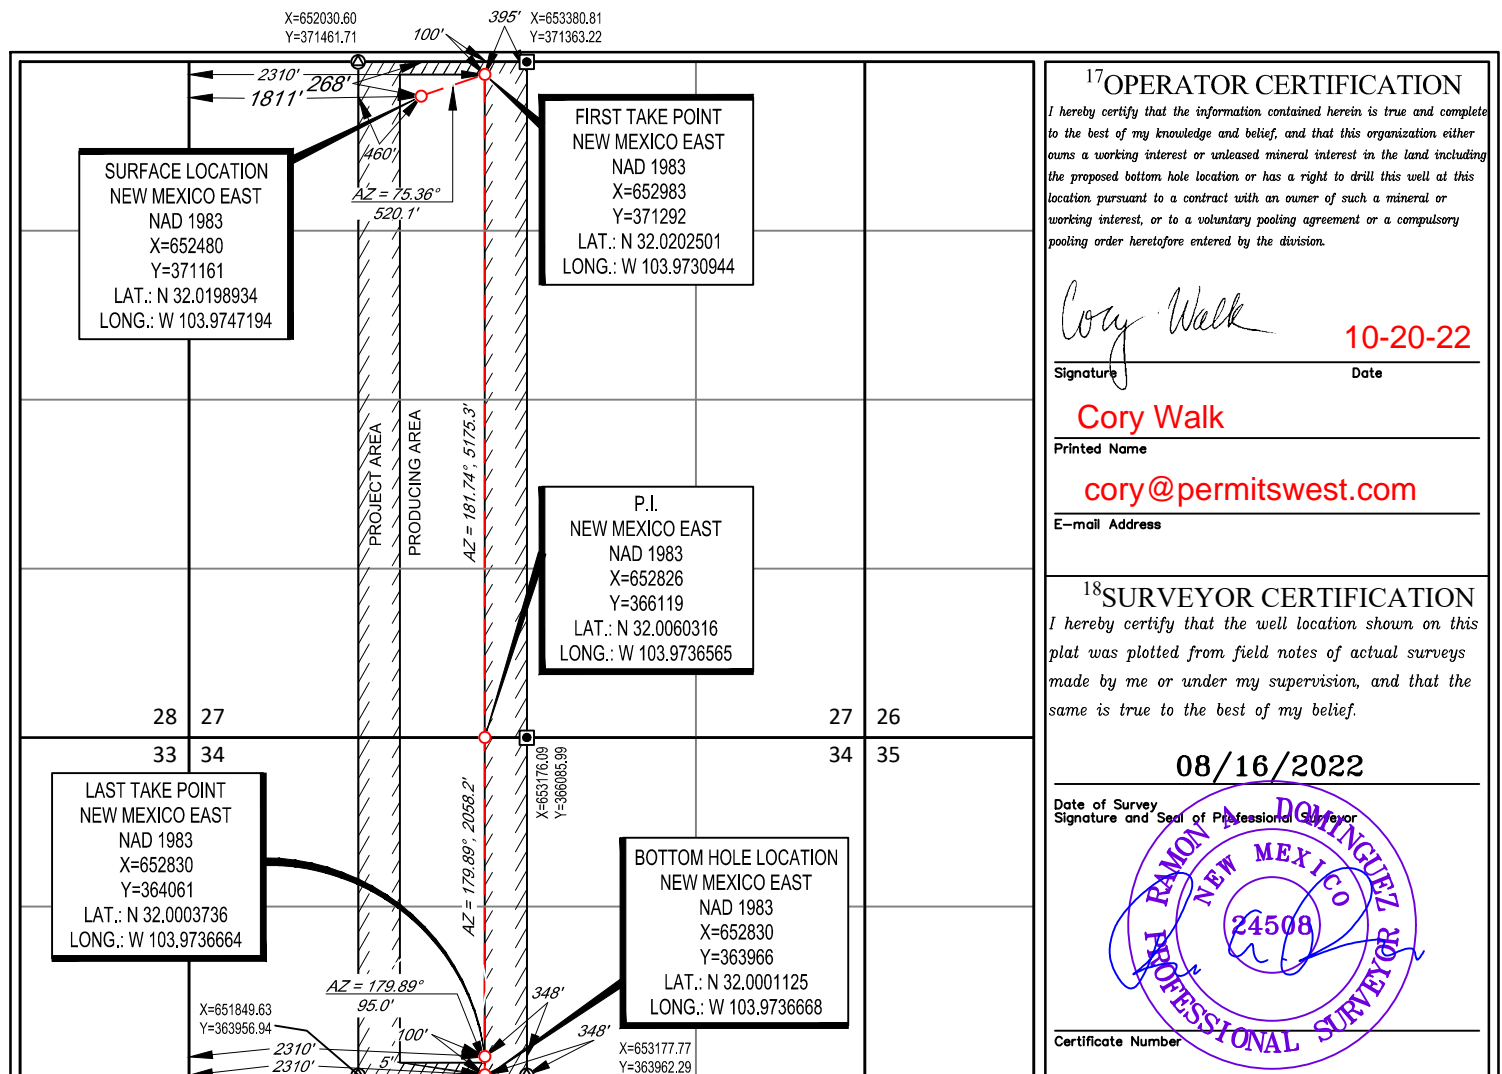 X=652030.60
Y=371461.71
100'
395'
X=653380.81
Y=371363.22
2310'
268'
1811'
460'
AZ = 75.36°
520.1'
SURFACE LOCATION
NEW MEXICO EAST
NAD 1983
X=652480
Y=371161
LAT.: N 32.0198934
LONG.: W 103.9747194
FIRST TAKE POINT
NEW MEXICO EAST
NAD 1983
X=652983
Y=371292
LAT.: N 32.0202501
LONG.: W 103.9730944
PROJECT AREA
PRODUCING AREA
AZ = 181.74°, 5175.3'
P.I.
NEW MEXICO EAST
NAD 1983
X=652826
Y=366119
LAT.: N 32.0060316
LONG.: W 103.9736565
28 27
33 34
27 26
34 35
X=653176.09
Y=366085.99
LAST TAKE POINT
NEW MEXICO EAST
NAD 1983
X=652830
Y=364061
LAT.: N 32.0003736
LONG.: W 103.9736664
AZ = 179.89°, 2058.2'
BOTTOM HOLE LOCATION
NEW MEXICO EAST
NAD 1983
X=652830
Y=363966
LAT.: N 32.0001125
LONG.: W 103.9736668
AZ = 179.89°
95.0'
X=651849.63
Y=363956.94
348'
348'
100'
2310'
2310'
5'
X=653177.77
Y=363962.29
17OPERATOR CERTIFICATION
I hereby certify that the information contained herein is true and complete
to the best of my knowledge and belief, and that this organization either
owns a working interest or unleased mineral interest in the land including
the proposed bottom hole location or has a right to drill this well at this
location pursuant to a contract with an owner of such a mineral or
working interest, or to a voluntary pooling agreement or a compulsory
pooling order heretofore entered by the division.
Cory Walk
10-20-22
Signature Date
Cory Walk
Printed Name
cory@permitswest.com
E-mail Address
18SURVEYOR CERTIFICATION
I hereby certify that the well location shown on this
plat was plotted from field notes of actual surveys
made by me or under my supervision, and that the
same is true to the best of my belief.
08/16/2022
Date of Survey
Signature and Seal of Professional Surveyor
RAMON A. DOMINGUEZ
NEW MEXICO
24508
PROFESSIONAL SURVEYOR
Certificate Number